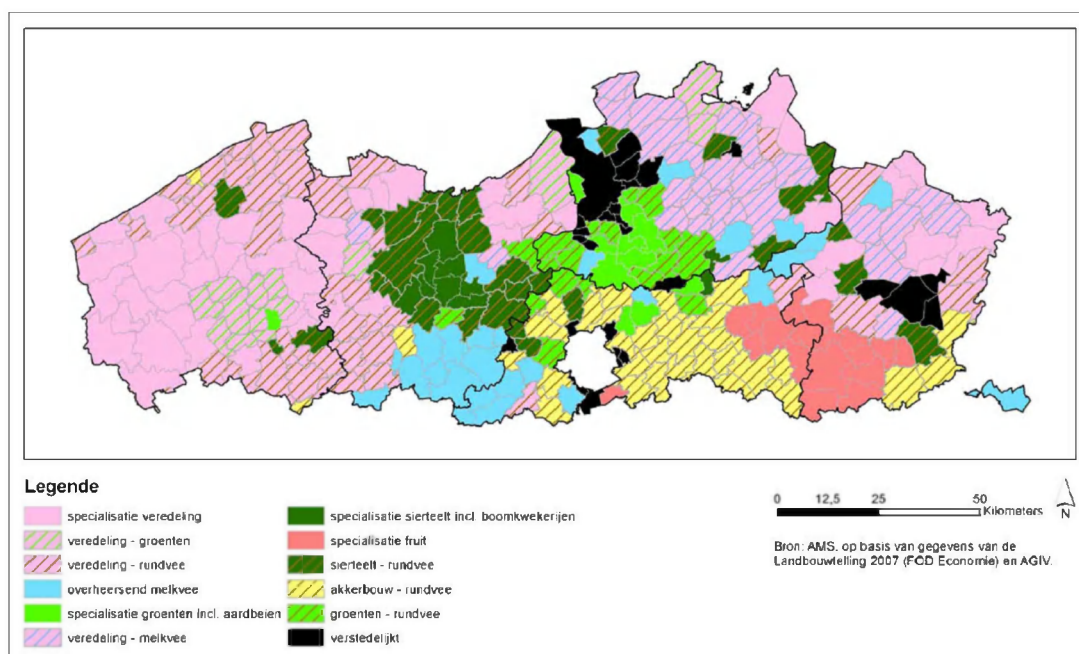 Legende
specialisatie veredeling
veredeling - groenten
veredeling - rundvee
overheersend melkvee
specialisatie groenten Incl. aardbeien
veredeling - melkvee
specialisatie sierteelt incl. boomkwekerijen
specialisatie fruit
sierteelt - rundvee
akkerbouw - rundvee
groenten - rundvee
verstedelijkt
0 12,5 25 50
Kilometers
N
Bron: AMS. op basis van gegevens van de
Landbouwtelling 2007 (FOD Economie) en AGIV.